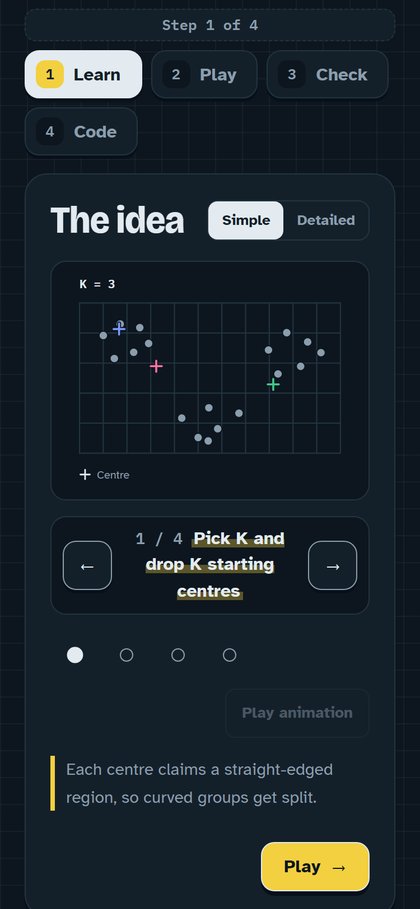 Step 1 of 4
1 Learn
2 Play
3 Check
4 Code
The idea
Simple
Detailed
K = 3
+ Centre
← 1 / 4 Pick K and
drop K starting
centres →
Play animation
Each centre claims a straight-edged
region, so curved groups get split.
Play →